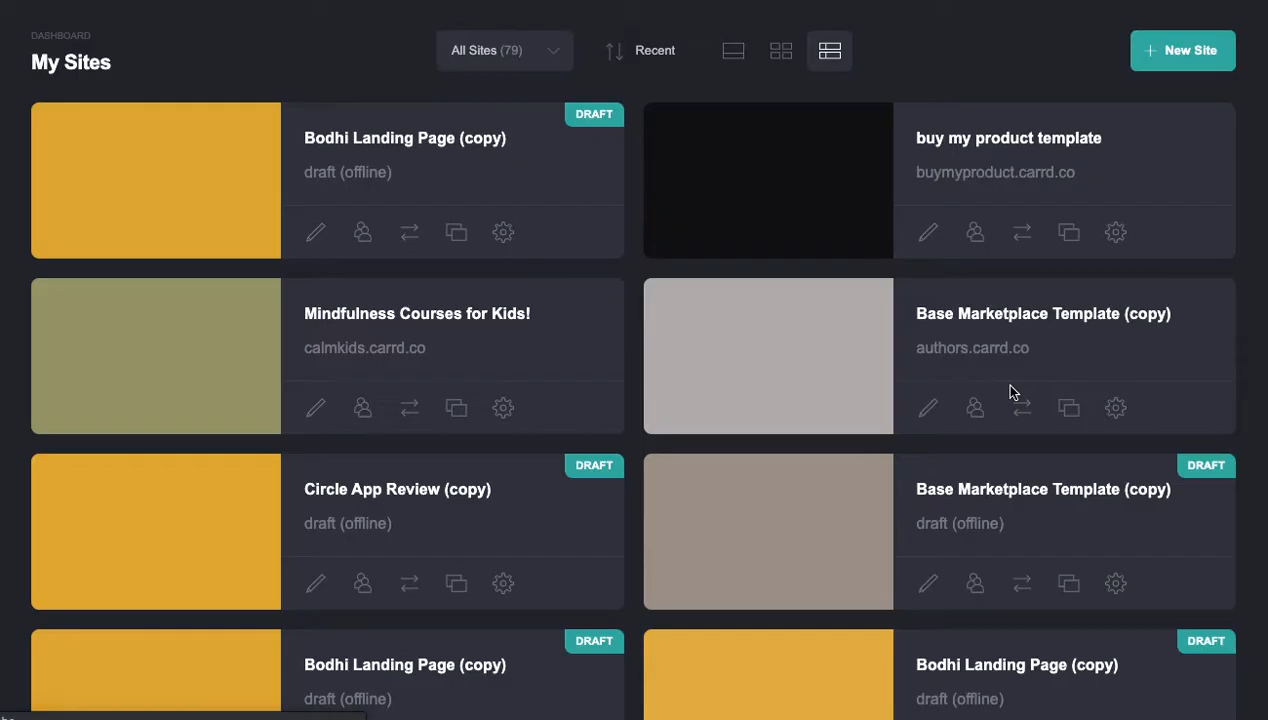 DASHBOARD
My Sites
All Sites (79)
Recent
+ New Site
DRAFT
Bodhi Landing Page (copy)
draft (offline)
buy my product template
buymyproduct.carrd.co
Mindfulness Courses for Kids!
calmkids.carrd.co
Base Marketplace Template (copy)
authors.carrd.co
DRAFT
Circle App Review (copy)
draft (offline)
DRAFT
Base Marketplace Template (copy)
draft (offline)
DRAFT
Bodhi Landing Page (copy)
draft (offline)
DRAFT
Bodhi Landing Page (copy)
draft (offline)